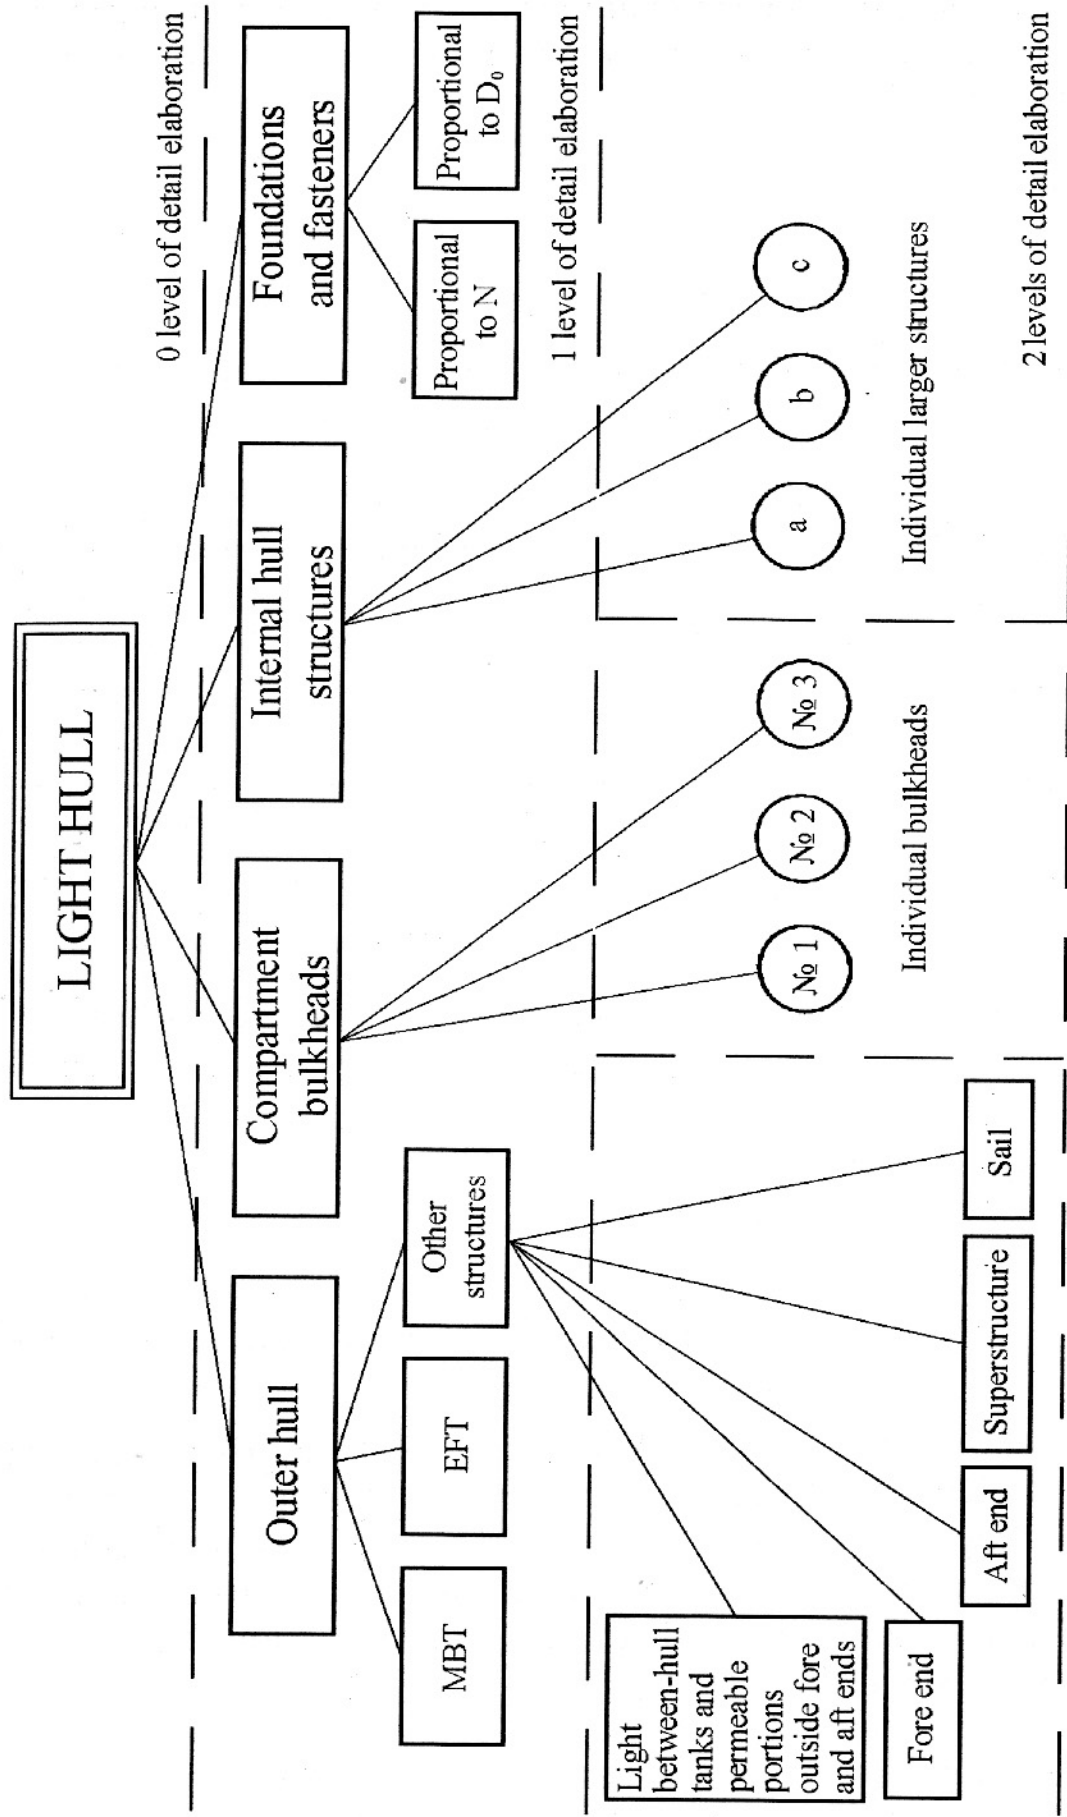 LIGHT HULL
0 level of detail elaboration
Outer hull
Compartment
bulkheads
Internal hull
structures
Foundations
and fasteners
MBT
EFT
Other
structures
Proportional
to N
Proportional
to D₀
1 level of detail elaboration
Light
between-hull
tanks and
permeable
portions
outside fore
and aft ends
Fore end
Aft end
Superstructure
Sail
№ 1
№ 2
№ 3
Individual bulkheads
a
b
c
Individual larger structures
2 levels of detail elaboration